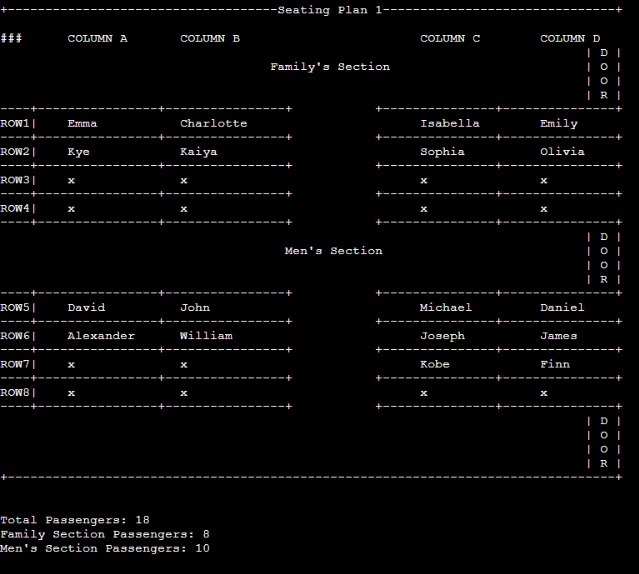 +------------------------------------Seating Plan 1-------------------------------+
### COLUMN A COLUMN B COLUMN C COLUMN D
| D |
Family's Section | O |
| O |
| R |
----+----------------+----------------+ +---------------+---------------+
ROW1| Emma Charlotte Isabella Emily
----+----------------+----------------+ +---------------+---------------+
ROW2| Kye Kaiya Sophia Olivia
----+----------------+----------------+ +---------------+---------------+
ROW3| x x x x
----+----------------+----------------+ +---------------+---------------+
ROW4| x x x x
----+----------------+----------------+ +---------------+---------------+
| D |
Men's Section | O |
| O |
| R |
----+----------------+----------------+ +---------------+---------------+
ROW5| David John Michael Daniel
----+----------------+----------------+ +---------------+---------------+
ROW6| Alexander William Joseph James
----+----------------+----------------+ +---------------+---------------+
ROW7| x x Kobe Finn
----+----------------+----------------+ +---------------+---------------+
ROW8| x x x x
----+----------------+----------------+ +---------------+---------------+
| D |
| O |
| O |
| R |
+---------------------------------------------------------------------------------+
Total Passengers: 18
Family Section Passengers: 8
Men's Section Passengers: 10